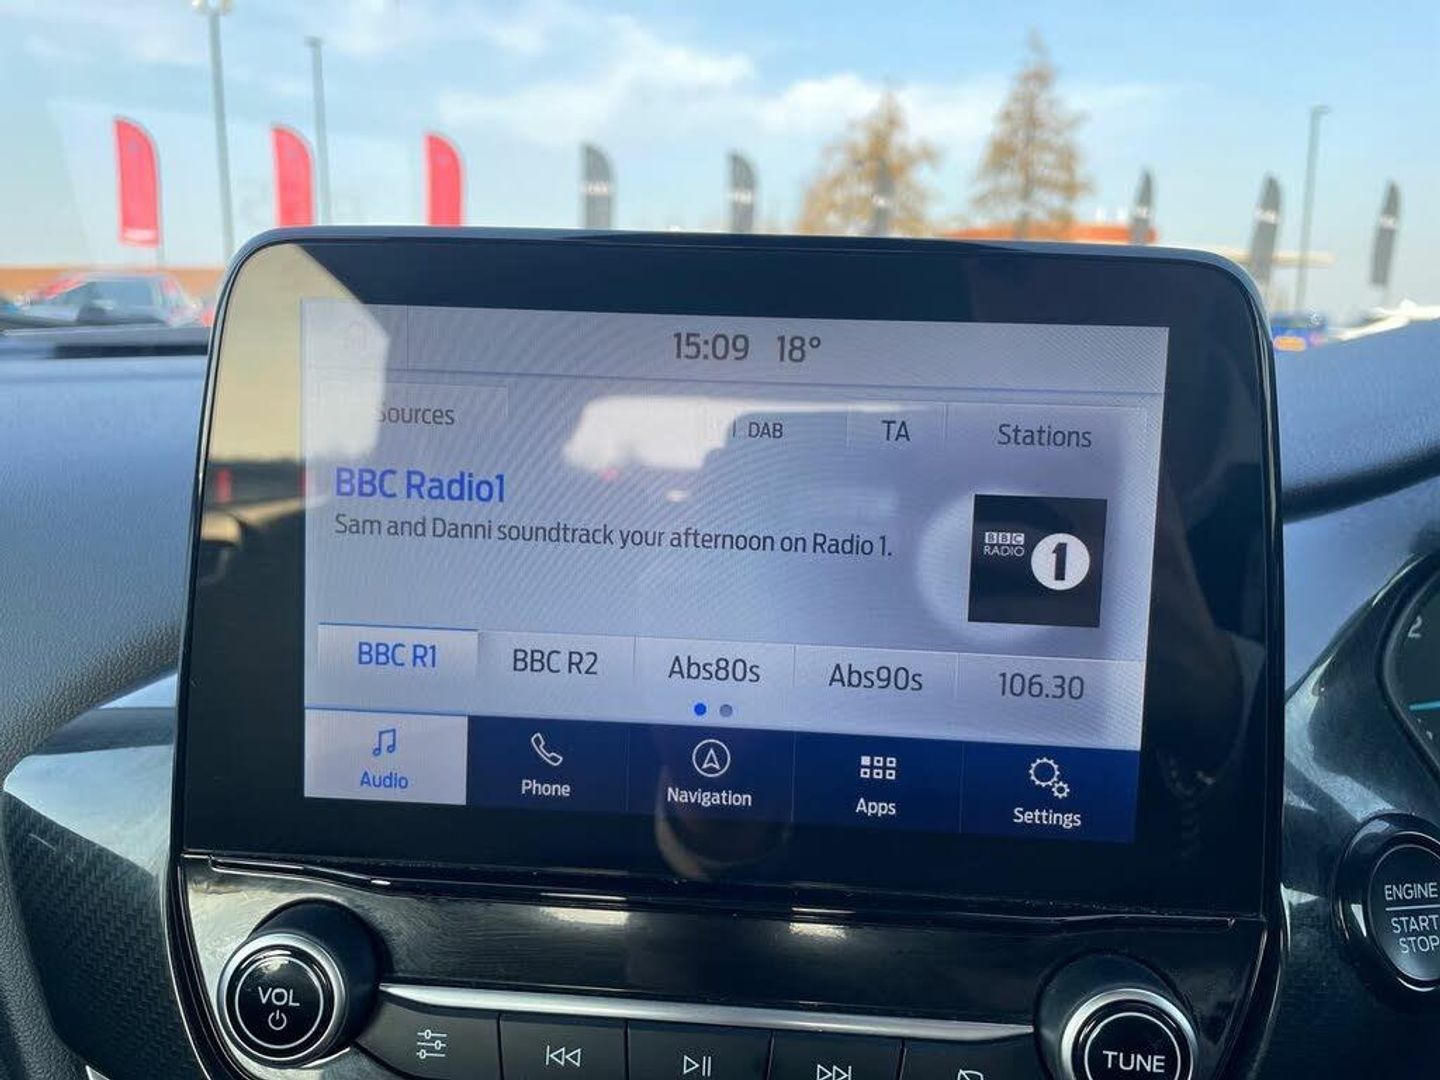 15:09 18°
Sources DAB TA Stations
BBC Radio1
Sam and Danni soundtrack your afternoon on Radio 1.
BBC
RADIO 1
BBC R1 BBC R2 Abs80s Abs90s 106.30
Audio Phone Navigation Apps Settings
VOL
TUNE
ENGINE
START
STOP
2